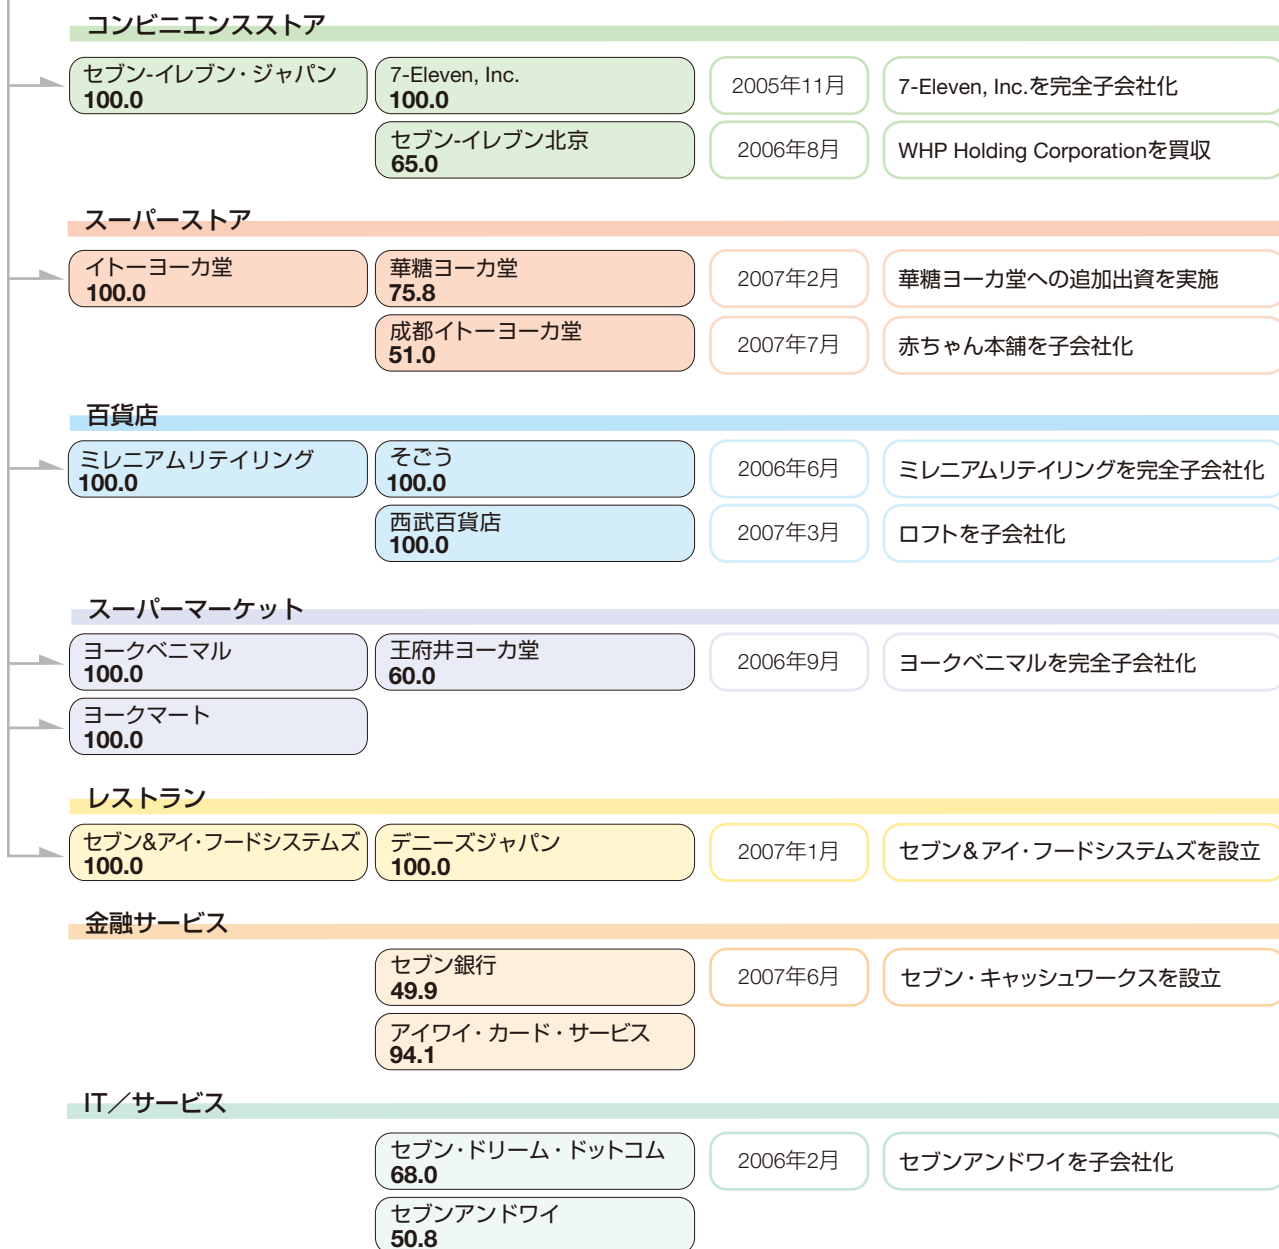 コンビニエンスストア
セブン-イレブン・ジャパン
100.0
7-Eleven, Inc.
100.0
2005年11月
7-Eleven, Inc.を完全子会社化
セブン-イレブン北京
65.0
2006年8月
WHP Holding Corporationを買収
スーパーストア
イトーヨーカ堂
100.0
華糖ヨーカ堂
75.8
2007年2月
華糖ヨーカ堂への追加出資を実施
成都イトーヨーカ堂
51.0
2007年7月
赤ちゃん本舗を子会社化
百貨店
ミレニアムリテイリング
100.0
そごう
100.0
2006年6月
ミレニアムリテイリングを完全子会社化
西武百貨店
100.0
2007年3月
ロフトを子会社化
スーパーマーケット
ヨークベニマル
100.0
王府井ヨーカ堂
60.0
2006年9月
ヨークベニマルを完全子会社化
ヨークマート
100.0
レストラン
セブン&アイ・フードシステムズ
100.0
デニーズジャパン
100.0
2007年1月
セブン&アイ・フードシステムズを設立
金融サービス
セブン銀行
49.9
2007年6月
セブン・キャッシュワークスを設立
アイワイ・カード・サービス
94.1
IT／サービス
セブン・ドリーム・ドットコム
68.0
2006年2月
セブンアンドワイを子会社化
セブンアンドワイ
50.8